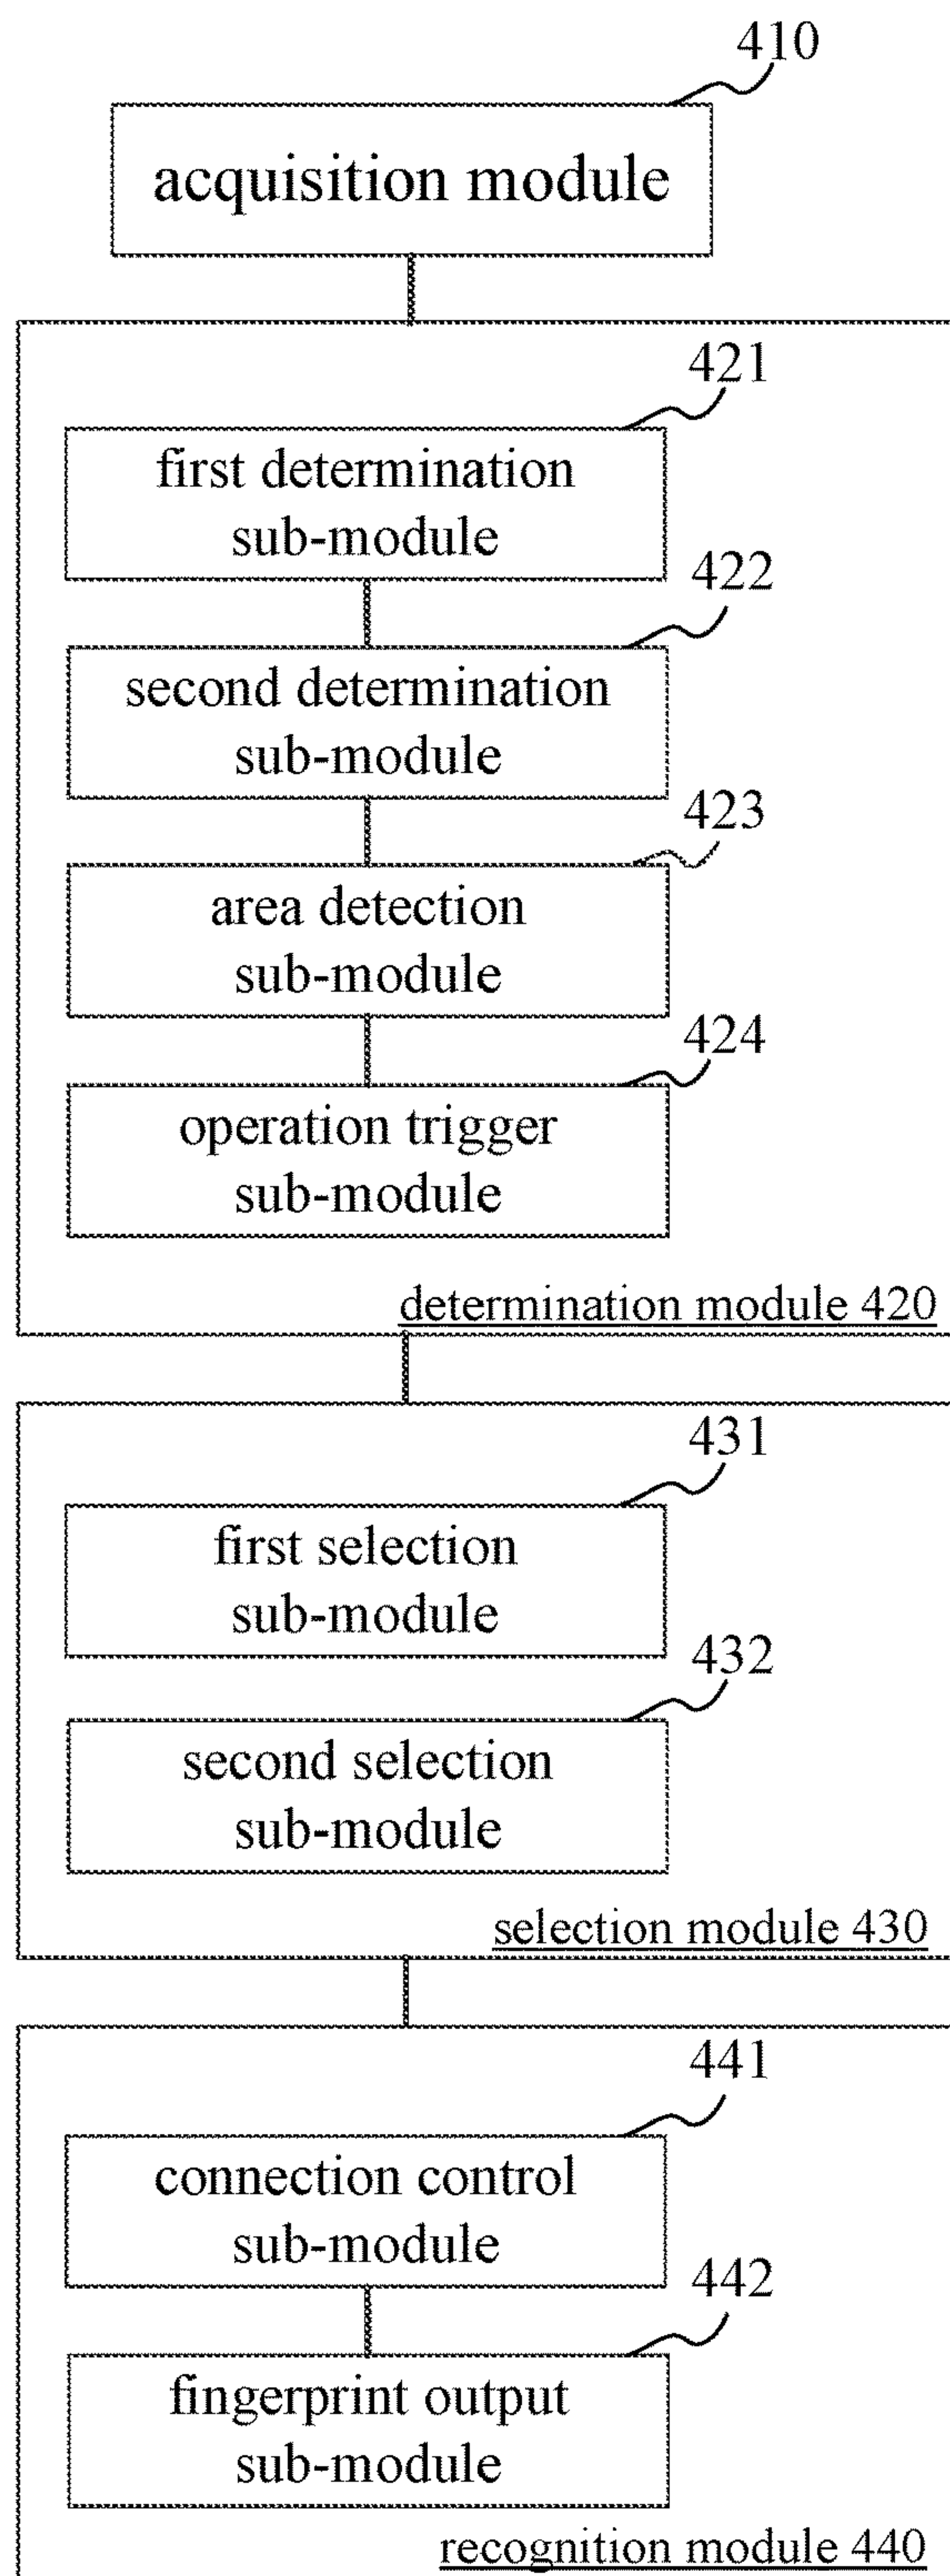 410
acquisition module
421
first determination
sub-module
422
second determination
sub-module
423
area detection
sub-module
424
operation trigger
sub-module
determination module 420
431
first selection
sub-module
432
second selection
sub-module
selection module 430
441
connection control
sub-module
442
fingerprint output
sub-module
recognition module 440